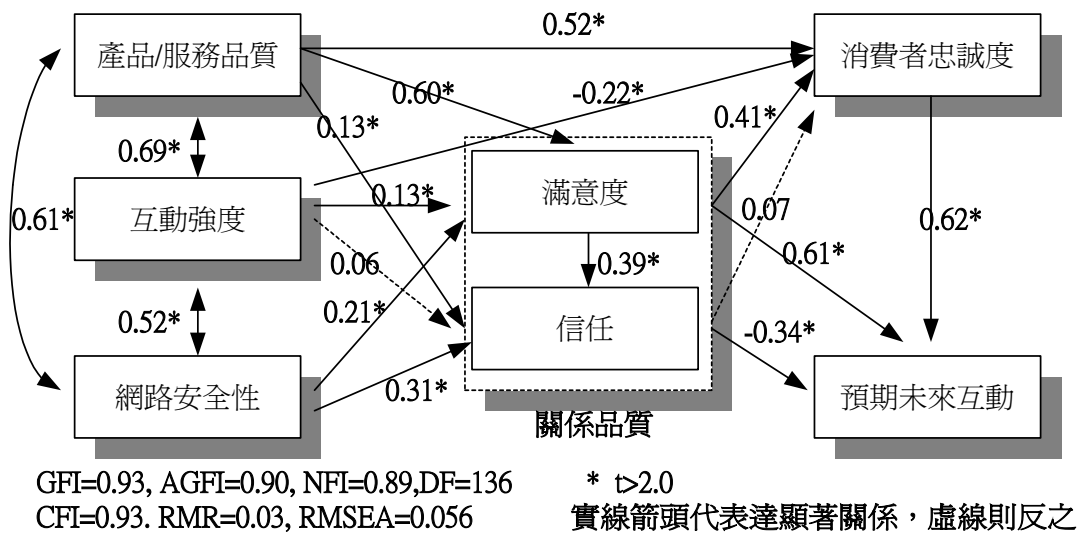 產品/服務品質
0.52*
消費者忠誠度
0.60*
-0.22*
0.13*
0.41*
0.69*
滿意度
0.13*
互動強度
0.61*
0.07
0.62*
0.06
0.39*
0.61*
0.21*
0.52*
信任
-0.34*
0.31*
網路安全性
預期未來互動
關係品質
GFI=0.93, AGFI=0.90, NFI=0.89,DF=136
* t>2.0
CFI=0.93. RMR=0.03, RMSEA=0.056
實線箭頭代表達顯著關係，虛線則反之